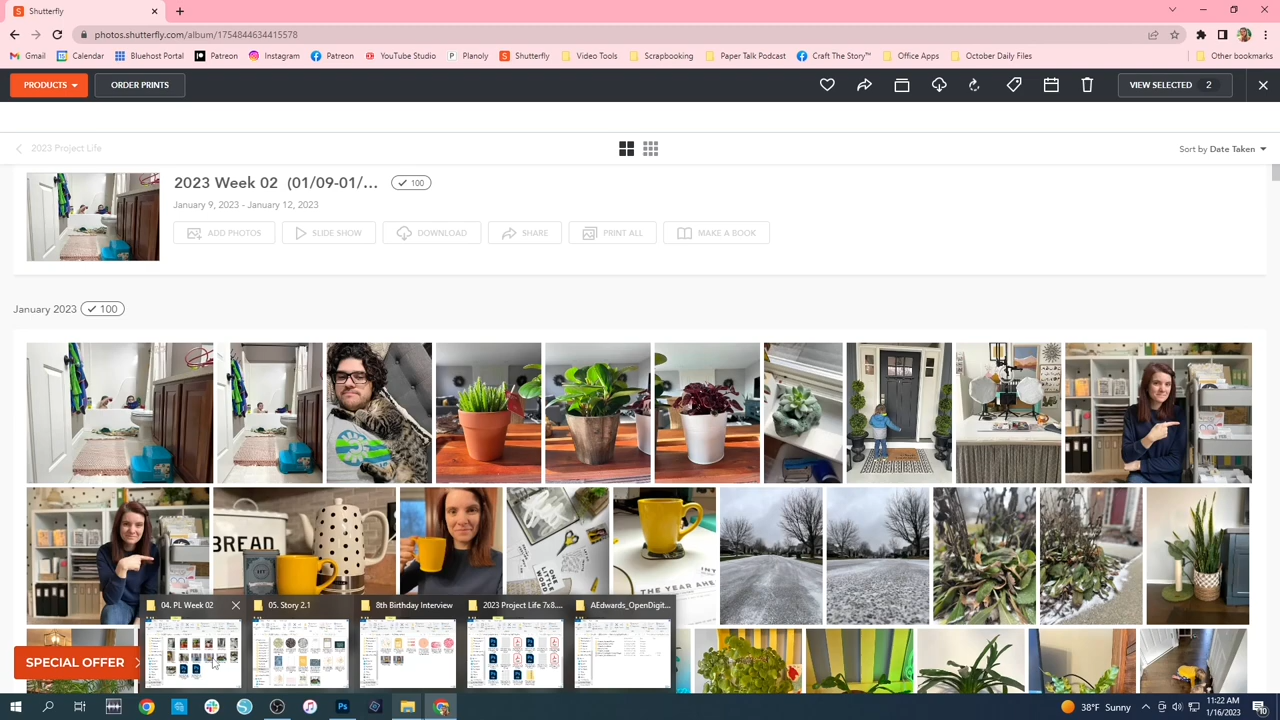 Shutterfly
photos.shutterfly.com/album/1754844634415578
Gmail Calendar Bluehost Portal Patreon Instagram Patreon YouTube Studio Planoly Shutterfly Video Tools Scrapbooking Paper Talk Podcast Craft The Story™ Office Apps October Daily Files Other bookmarks
PRODUCTS ORDER PRINTS VIEW SELECTED 2
2023 Project Life Sort by Date Taken
2023 Week 02 (01/09-01/... 100
January 9, 2023 - January 12, 2023
ADD PHOTOS SLIDE SHOW DOWNLOAD SHARE PRINT ALL MAKE A BOOK
January 2023 100
BREAD
ONE
LITTLE
WORD
THE YEAR AHE
04. PL Week 02 05. Story 2.1 8th Birthday Interview 2023 Project Life 7x8.... AEdwards_OpenDigit...
SPECIAL OFFER
38°F Sunny 11:22 AM
1/16/2023 10